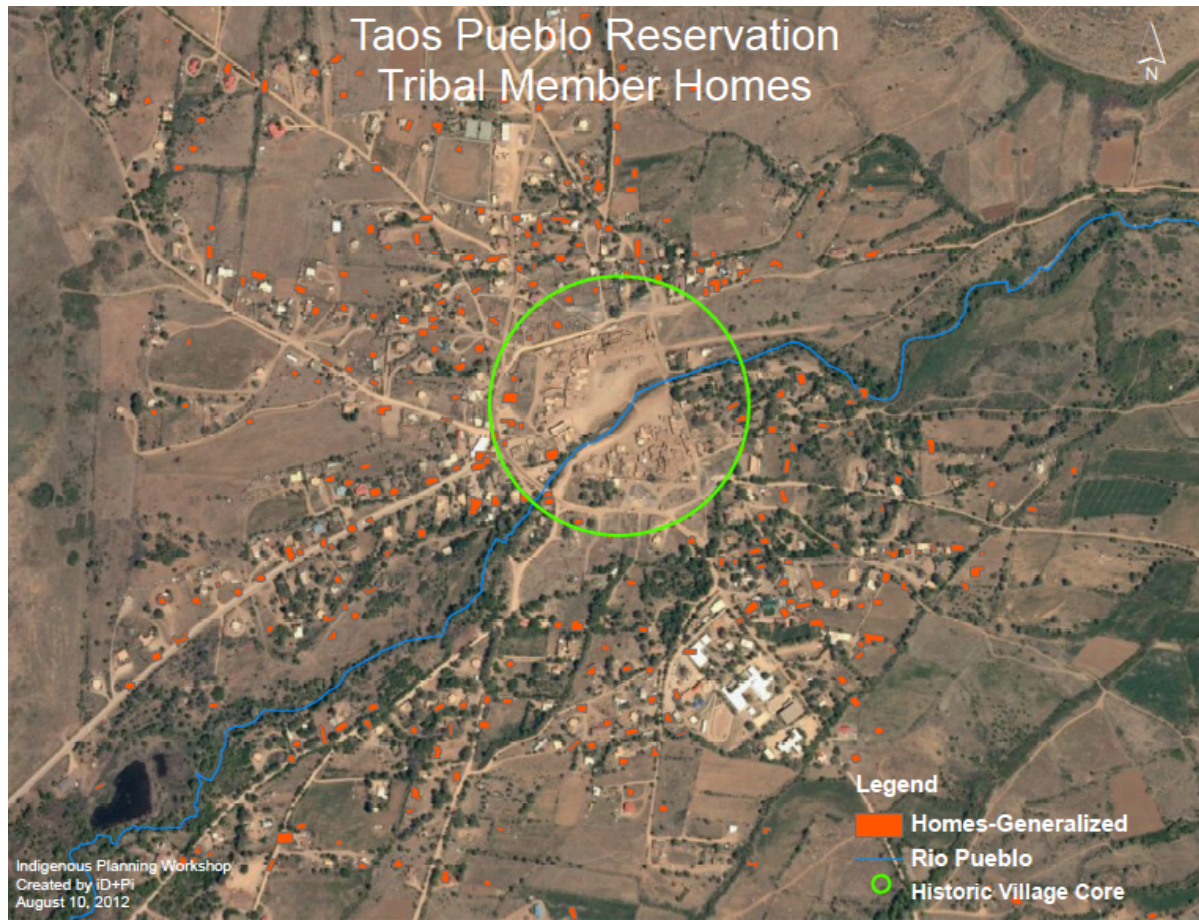 Taos Pueblo Reservation
Tribal Member Homes
N
Legend
Homes-Generalized
Rio Pueblo
Historic Village Core
Indigenous Planning Workshop
Created by iD+Pi
August 10, 2012